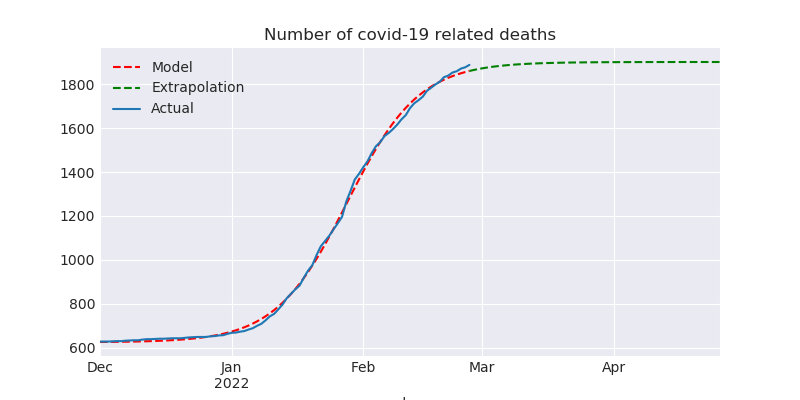 Number of covid-19 related deaths
Model
Extrapolation
Actual
1800
1600
1400
1200
1000
800
600
Dec
Jan
2022
Feb
Mar
Apr